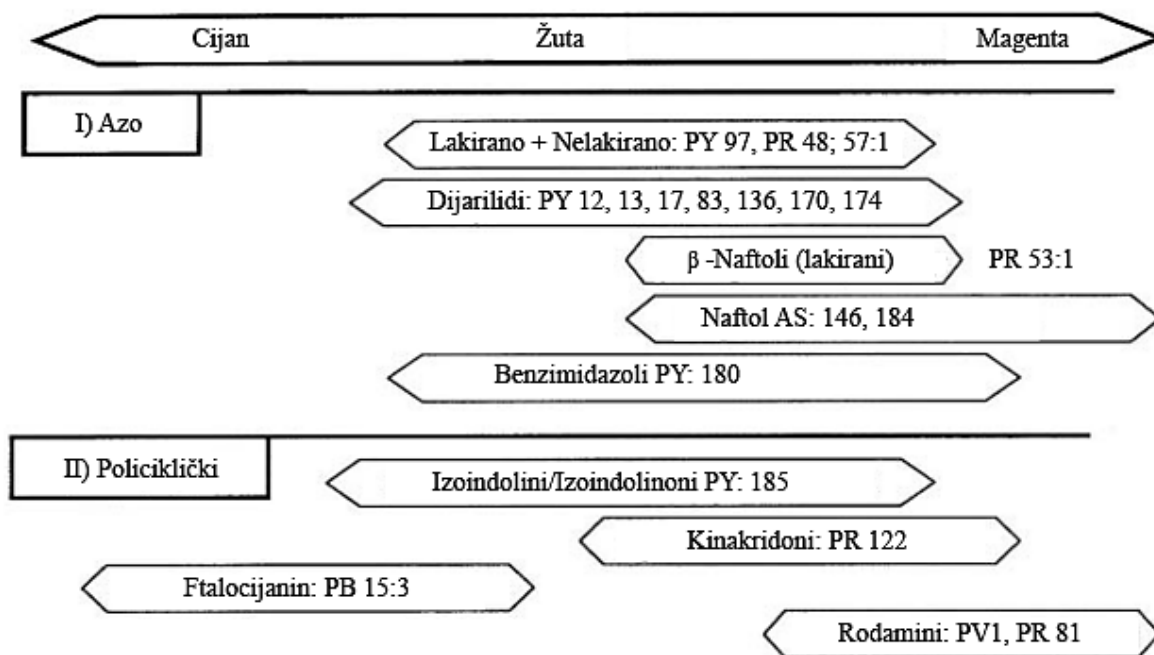 Cijan Žuta Magenta
I) Azo
Lakirano + Nelakirano: PY 97, PR 48; 57:1
Dijarilidi: PY 12, 13, 17, 83, 136, 170, 174
β -Naftoli (lakirani) PR 53:1
Naftol AS: 146, 184
Benzimidazoli PY: 180
II) Policiklički
Izoindolini/Izoindolinoni PY: 185
Kinakridoni: PR 122
Ftalocijanin: PB 15:3
Rodamini: PV1, PR 81